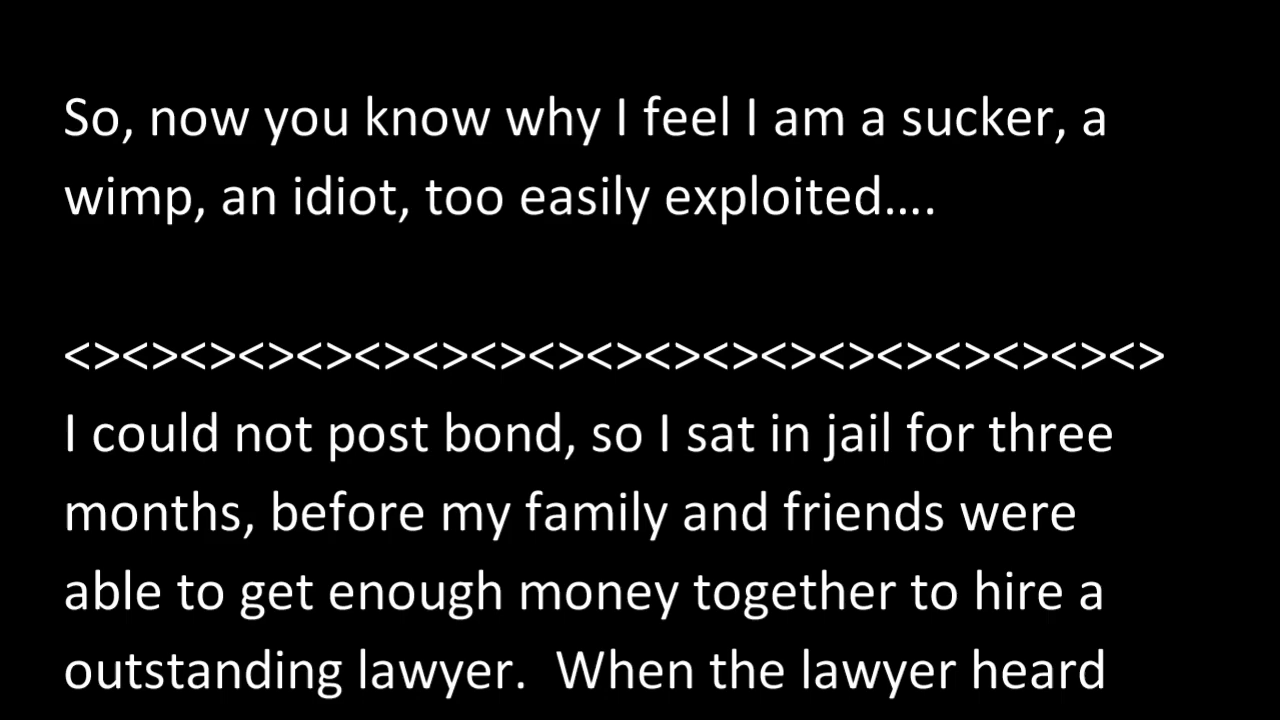 So, now you know why I feel I am a sucker, a
wimp, an idiot, too easily exploited....
<><><><><><><><><><><><><><><><><><><>
I could not post bond, so I sat in jail for three
months, before my family and friends were
able to get enough money together to hire a
outstanding lawyer.  When the lawyer heard